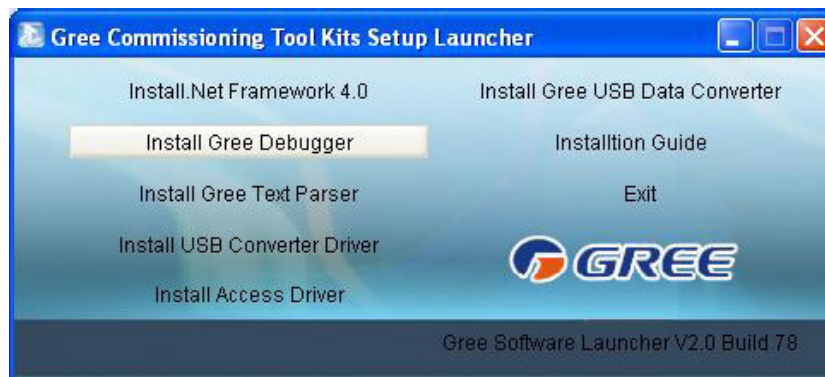 Gree Commissioning Tool Kits Setup Launcher
Install.Net Framework 4.0
Install Gree Debugger
Install Gree Text Parser
Install USB Converter Driver
Install Access Driver
Install Gree USB Data Converter
Installtion Guide
Exit
GREE
Gree Software Launcher V2.0 Build 78